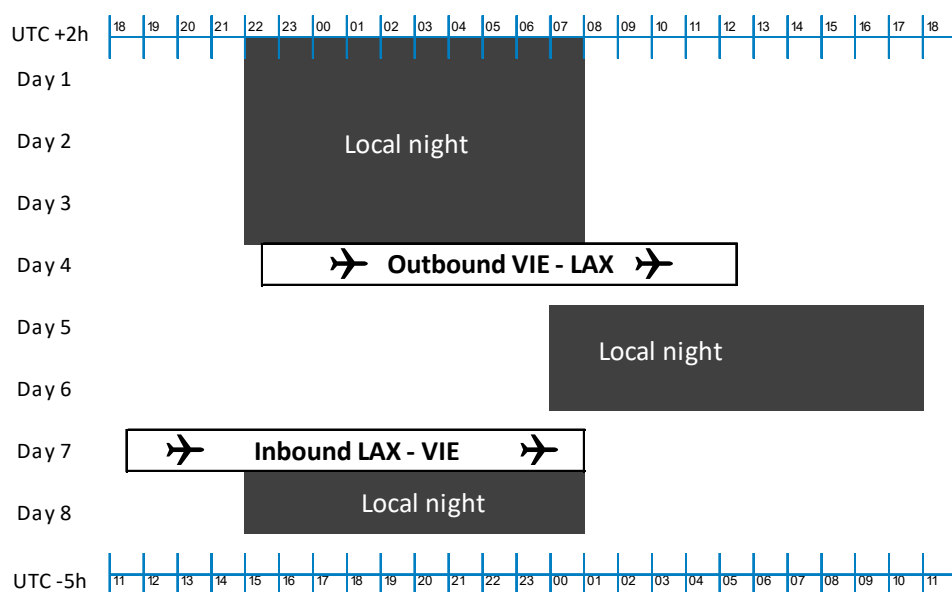 UTC +2h 18 19 20 21 22 23 00 01 02 03 04 05 06 07 08 09 10 11 12 13 14 15 16 17 18
Day 1
Day 2 Local night
Day 3
Day 4 Outbound VIE - LAX
Day 5
Local night
Day 6
Day 7 Inbound LAX - VIE
Day 8 Local night
UTC -5h 11 12 13 14 15 16 17 18 19 20 21 22 23 00 01 02 03 04 05 06 07 08 09 10 11